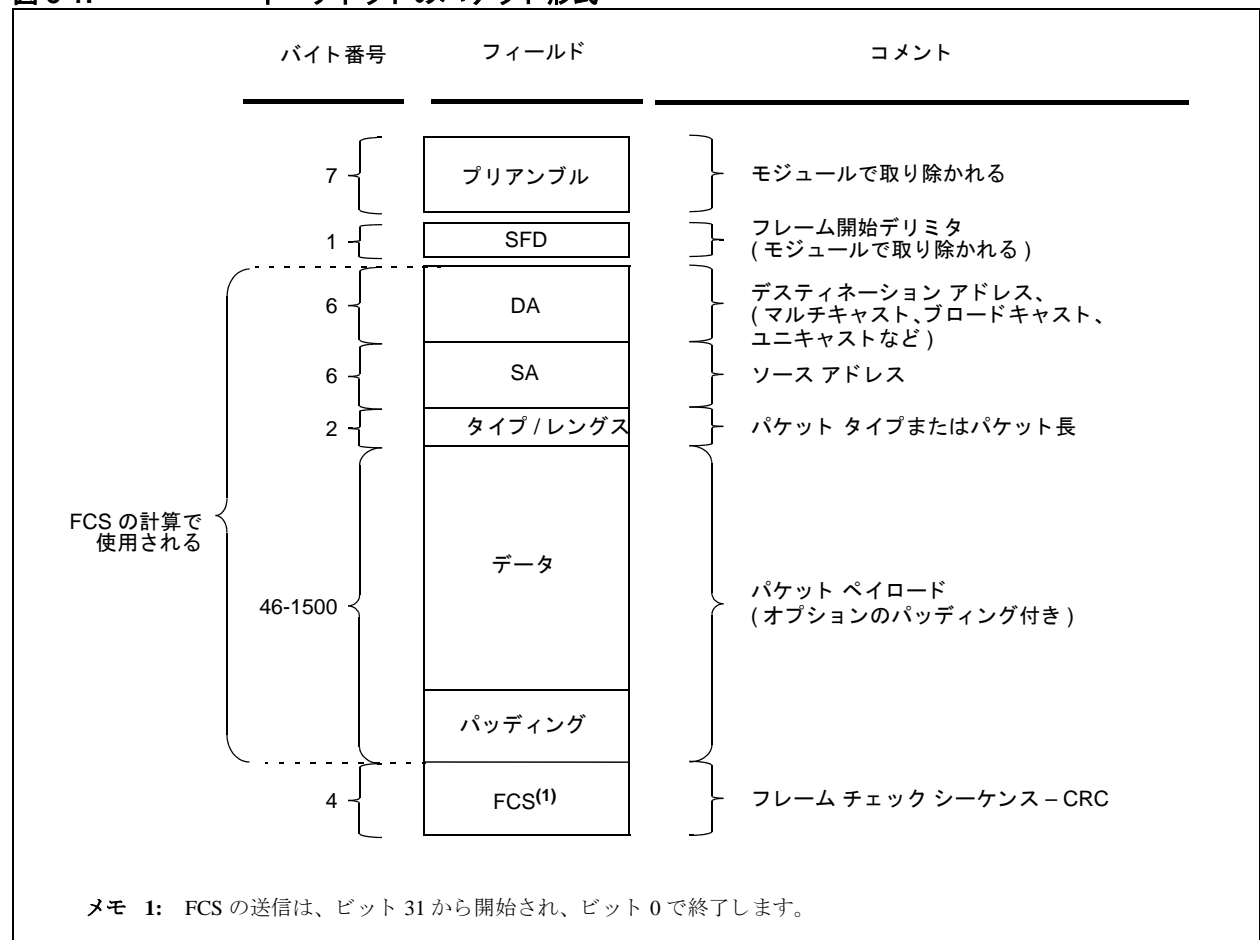 バイト番号 フィールド コメント
7 プリアンブル モジュールで取り除かれる
1 SFD フレーム開始デリミタ
( モジュールで取り除かれる )
6 DA デスティネーション アドレス、
( マルチキャスト、ブロードキャスト、
ユニキャストなど )
6 SA ソース アドレス
2 タイプ / レングス パケット タイプまたはパケット長
FCS の計算で
使用される
46-1500 データ パケット ペイロード
( オプションのパッディング付き )
パッディング
4 FCS(1) フレーム チェック シーケンス – CRC
メモ 1: FCS の送信は、ビット 31 から開始され、ビット 0 で終了します。